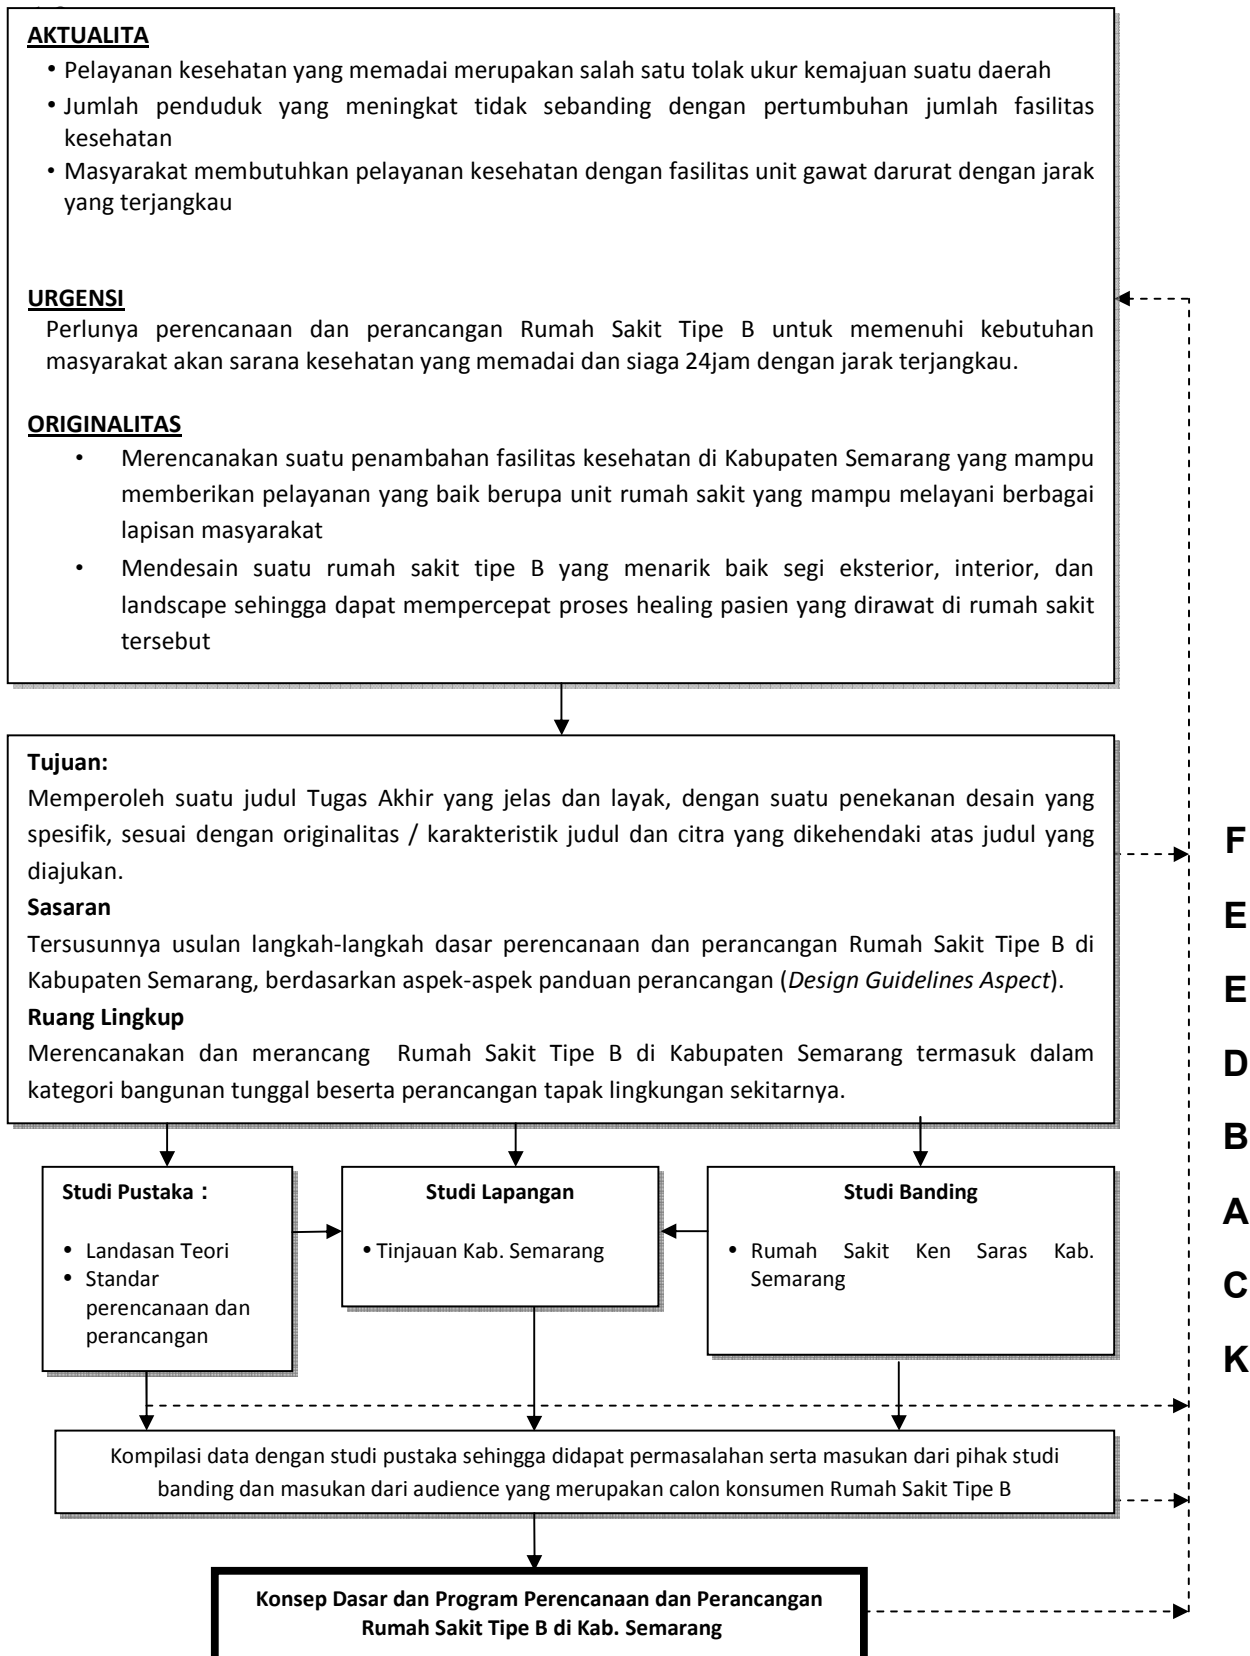 AKTUALITA
• Pelayanan kesehatan yang memadai merupakan salah satu tolak ukur kemajuan suatu daerah
• Jumlah penduduk yang meningkat tidak sebanding dengan pertumbuhan jumlah fasilitas
kesehatan
• Masyarakat membutuhkan pelayanan kesehatan dengan fasilitas unit gawat darurat dengan jarak
yang terjangkau
URGENSI
Perlunya perencanaan dan perancangan Rumah Sakit Tipe B untuk memenuhi kebutuhan
masyarakat akan sarana kesehatan yang memadai dan siaga 24jam dengan jarak terjangkau.
ORIGINALITAS
• Merencanakan suatu penambahan fasilitas kesehatan di Kabupaten Semarang yang mampu
memberikan pelayanan yang baik berupa unit rumah sakit yang mampu melayani berbagai
lapisan masyarakat
• Mendesain suatu rumah sakit tipe B yang menarik baik segi eksterior, interior, dan
landscape sehingga dapat mempercepat proses healing pasien yang dirawat di rumah sakit
tersebut
Tujuan:
Memperoleh suatu judul Tugas Akhir yang jelas dan layak, dengan suatu penekanan desain yang
spesifik, sesuai dengan originalitas / karakteristik judul dan citra yang dikehendaki atas judul yang
diajukan.
Sasaran
Tersusunnya usulan langkah-langkah dasar perencanaan dan perancangan Rumah Sakit Tipe B di
Kabupaten Semarang, berdasarkan aspek-aspek panduan perancangan (Design Guidelines Aspect).
Ruang Lingkup
Merencanakan dan merancang Rumah Sakit Tipe B di Kabupaten Semarang termasuk dalam
kategori bangunan tunggal beserta perancangan tapak lingkungan sekitarnya.
Studi Pustaka :
• Landasan Teori
• Standar
perencanaan dan
perancangan
Studi Lapangan
• Tinjauan Kab. Semarang
Studi Banding
• Rumah Sakit Ken Saras Kab.
Semarang
Kompilasi data dengan studi pustaka sehingga didapat permasalahan serta masukan dari pihak studi
banding dan masukan dari audience yang merupakan calon konsumen Rumah Sakit Tipe B
Konsep Dasar dan Program Perencanaan dan Perancangan
Rumah Sakit Tipe B di Kab. Semarang
F
E
E
D
B
A
C
K